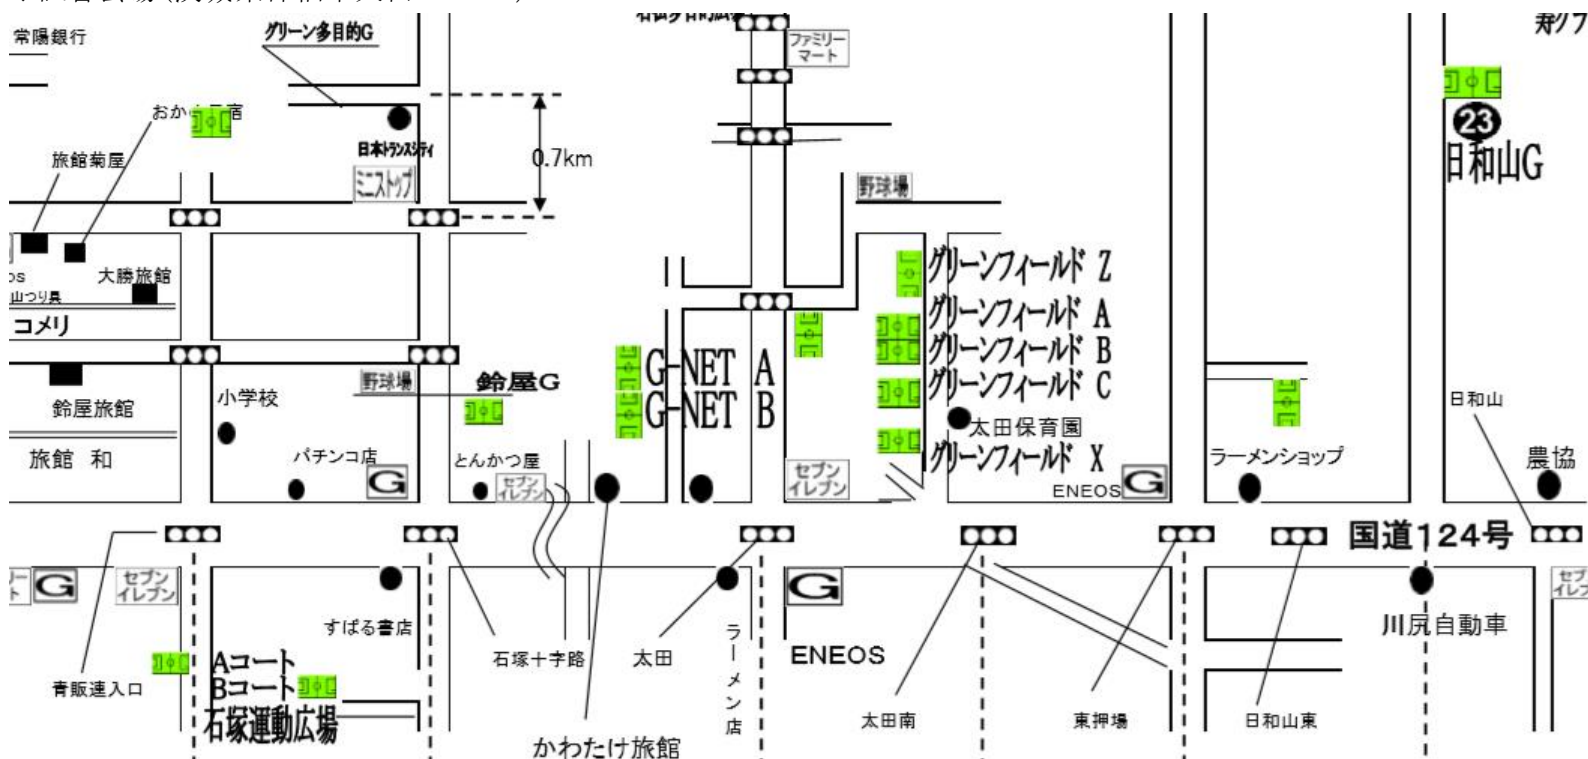 常陽銀行
グリーン多目的G
ファミリー
マート
旅館菊屋
日本トランスシティ
ミニストップ
0.7km
野球場
23
日和山G
大勝旅館
山つり具
コメリ
グリーンフィールド Z
グリーンフィールド A
グリーンフィールド B
グリーンフィールド C
G-NET A
G-NET B
鈴屋G
野球場
鈴屋旅館
小学校
旅館 和
パチンコ店
G
とんかつ屋
セブン
イレブン
セブン
イレブン
太田保育園
グリーンフィールド X
ENEOS
G
ラーメンショップ
日和山
農協
国道124号
G
セブン
イレブン
すばる書店
G
ENEOS
川尻自動車
Aコート
Bコート
石塚運動広場
青販連入口
石塚十字路
太田
ラーメン店
かわたけ旅館
太田南
東押場
日和山東